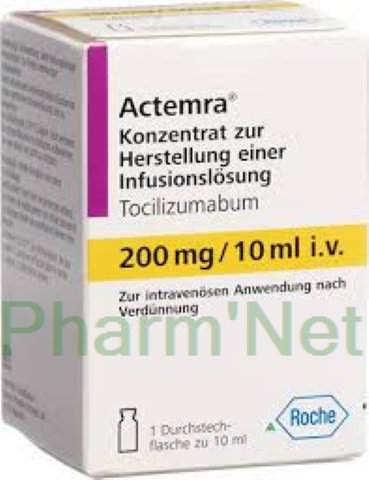 Actemra®
Konzentrat zur
Herstellung einer
Infusionslösung
Tocilizumabum
200 mg / 10 ml i.v.
Zur intravenösen Anwendung nach
Verdünnung
Pharm'Net
1 Durchstech-
flasche zu 10 ml
Roche